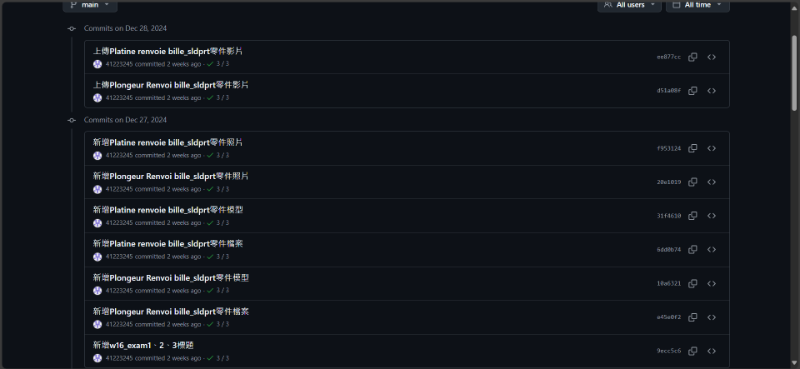 main
All users
All time
Commits on Dec 28, 2024
上傳Platine renvoie bille_sldprt零件影片
41223245 committed 2 weeks ago · 3 / 3
ee877cc
上傳Plongeur Renvoi bille_sldprt零件影片
41223245 committed 2 weeks ago · 3 / 3
d51a08f
Commits on Dec 27, 2024
新增Platine renvoie bille_sldprt零件照片
41223245 committed 2 weeks ago · 3 / 3
f953124
新增Plongeur Renvoi bille_sldprt零件照片
41223245 committed 2 weeks ago · 3 / 3
20e1019
新增Platine renvoie bille_sldprt零件模型
41223245 committed 2 weeks ago · 3 / 3
31f4610
新增Platine renvoie bille_sldprt零件檔案
41223245 committed 2 weeks ago · 3 / 3
6dd0b74
新增Plongeur Renvoi bille_sldprt零件模型
41223245 committed 2 weeks ago · 3 / 3
10a6321
新增Plongeur Renvoi bille_sldprt零件檔案
41223245 committed 2 weeks ago · 3 / 3
a45e0f2
新增w16_exam1、2、3標題
41223245 committed 2 weeks ago · 3 / 3
9ecc5c6